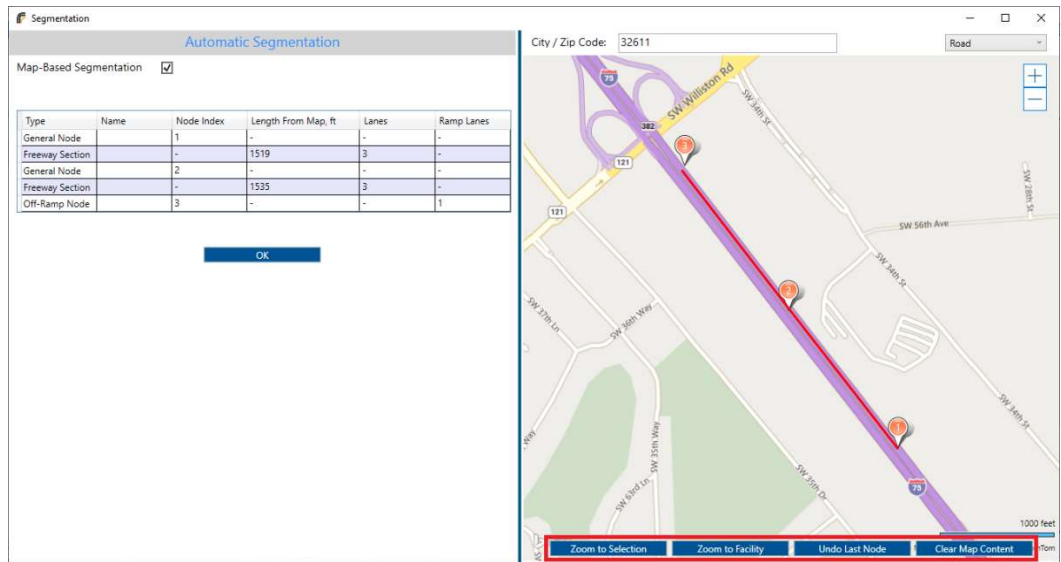 Segmentation
Automatic Segmentation
Map-Based Segmentation
Type Name Node Index Length From Map, ft Lanes Ramp Lanes
General Node 1 - - -
Freeway Section - 1519 3 -
General Node 2 - - -
Freeway Section - 1535 3 -
Off-Ramp Node 3 - - 1
OK
City / Zip Code: 32611
Road
+
−
75
SW Williston Rd
SW 34th St
382
3
121
121
SW 28th St
SW 56th Ave
SW 34th St
2
SW 37th Ln
SW 36th Way
SW 34th St
1
Way
SW 35th Way
SW 35th Dr
SW 63rd Ln
75
1000 feet
Zoom to Selection Zoom to Facility Undo Last Node Clear Map Content